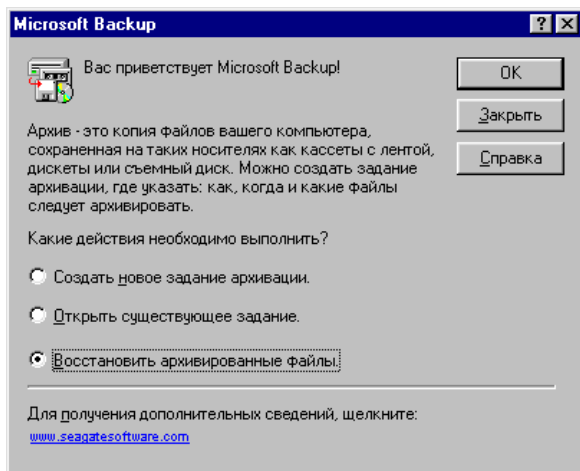 Microsoft Backup
Вас приветствует Microsoft Backup!
OK
Закрыть
Справка
Архив - это копия файлов вашего компьютера,
сохраненная на таких носителях как кассеты с лентой,
дискеты или съемный диск. Можно создать задание
архивации, где указать: как, когда и какие файлы
следует архивировать.
Какие действия необходимо выполнить?
Создать новое задание архивации.
Открыть существующее задание.
Восстановить архивированные файлы.
Для получения дополнительных сведений, щелкните:
www.seagatesoftware.com